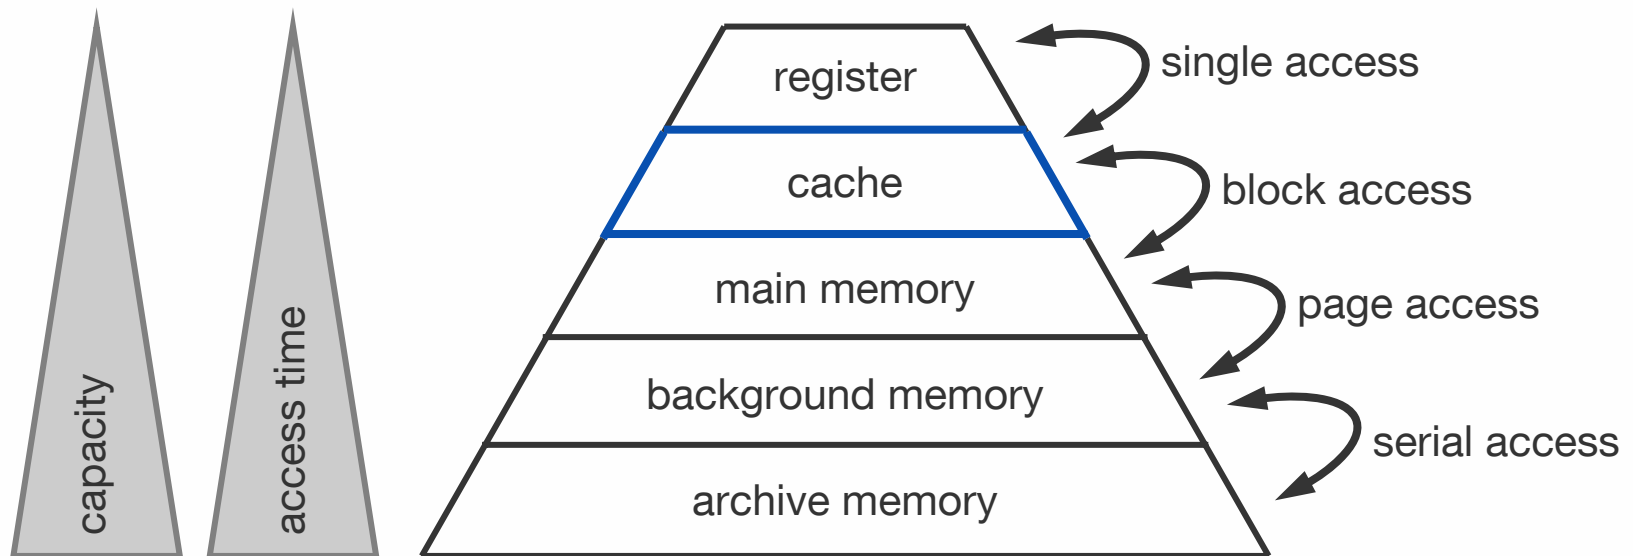 capacity
access time
register
cache
main memory
background memory
archive memory
single access
block access
page access
serial access